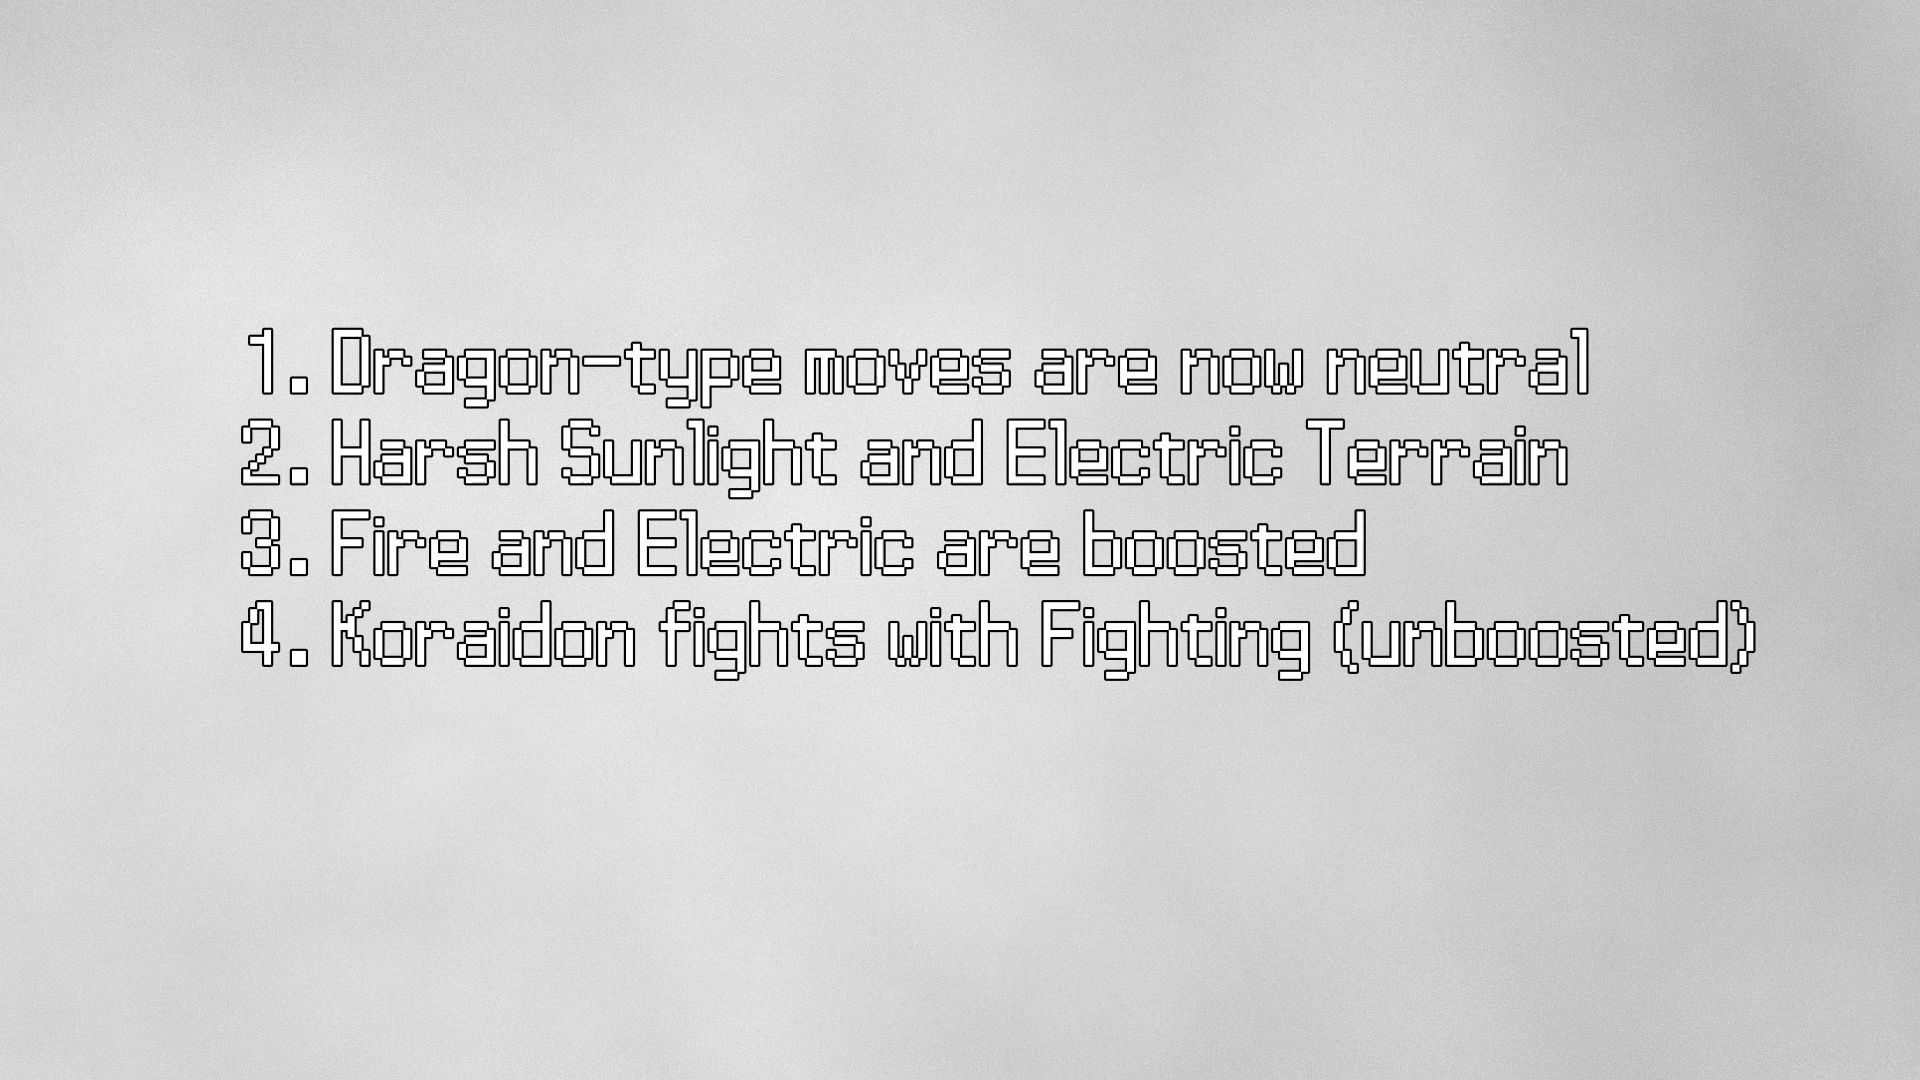 1. Dragon-type moves are now neutral
2. Harsh Sunlight and Electric Terrain
3. Fire and Electric are boosted
4. Koraidon fights with Fighting (unboosted)